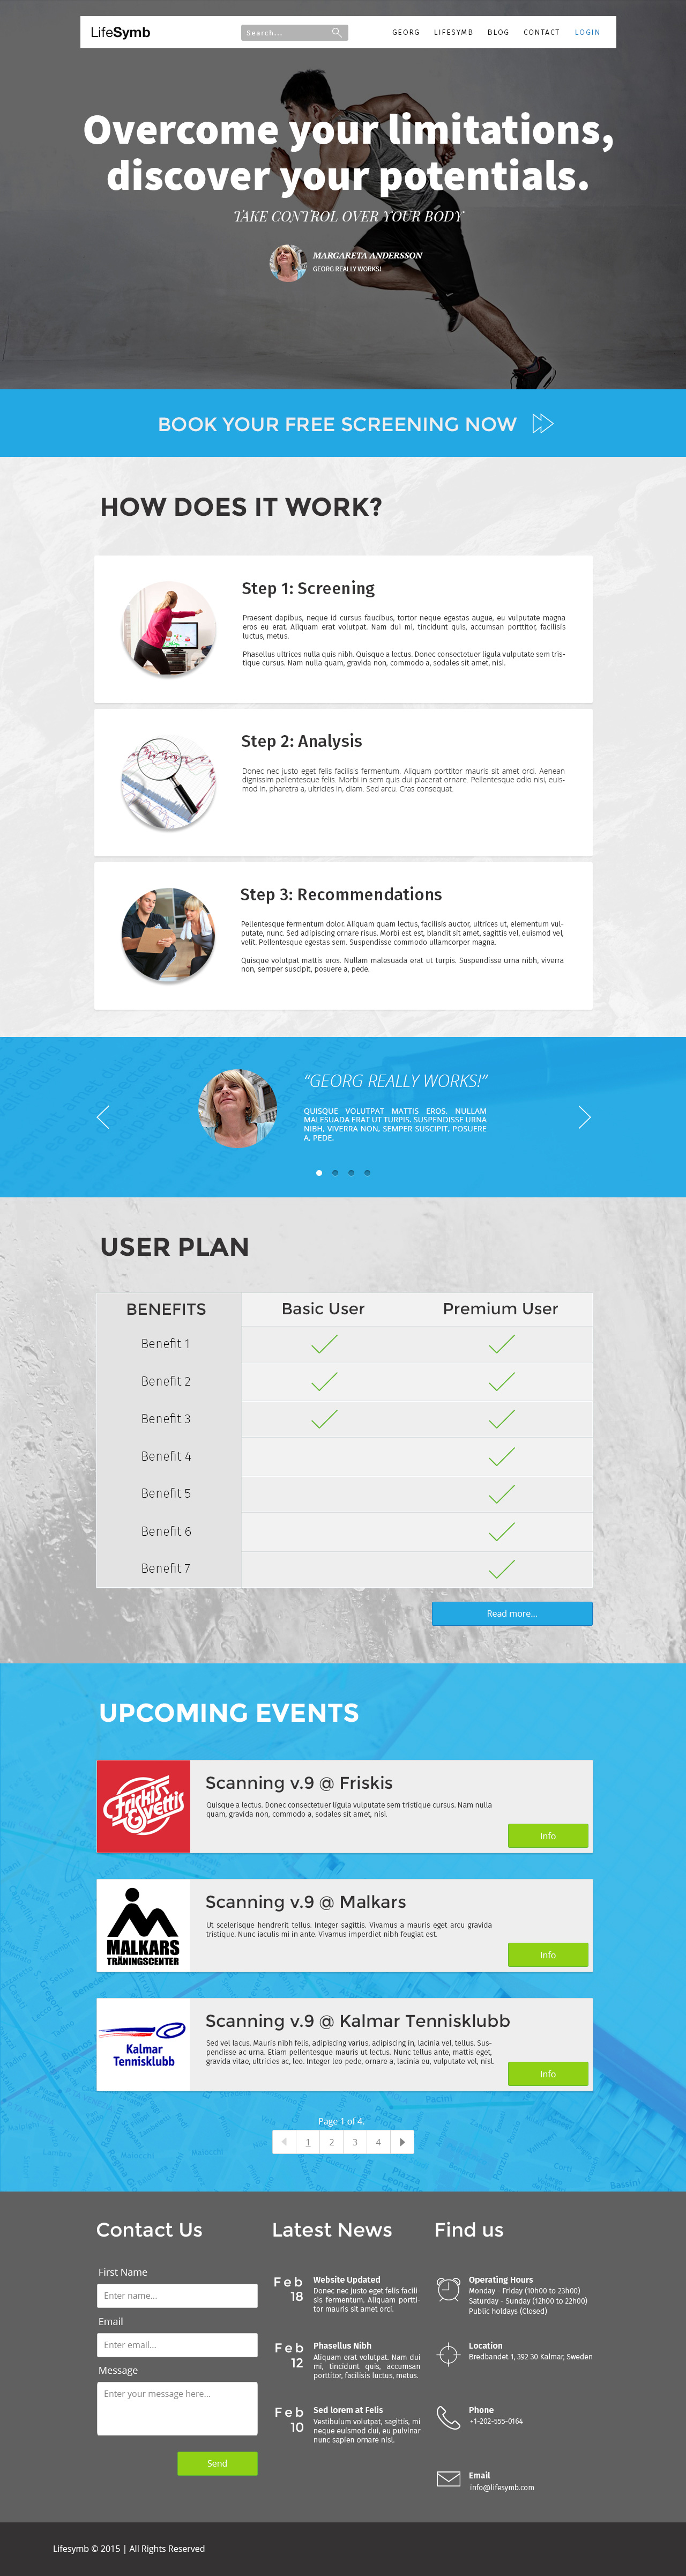 LifeSymb
Search...
GEORG LIFESYMB BLOG CONTACT LOGIN
Overcome your limitations,
discover your potentials.
TAKE CONTROL OVER YOUR BODY
MARGARETA ANDERSSON
GEORG REALLY WORKS!
BOOK YOUR FREE SCREENING NOW
HOW DOES IT WORK?
Step 1: Screening
Praesent dapibus, neque id cursus faucibus, tortor neque egestas augue, eu vulputate magna
eros eu erat. Aliquam erat volutpat. Nam dui mi, tincidunt quis, accumsan porttitor, facilisis
luctus, metus.
Phasellus ultrices nulla quis nibh. Quisque a lectus. Donec consectetuer ligula vulputate sem tris-
tique cursus. Nam nulla quam, gravida non, commodo a, sodales sit amet, nisi.
Step 2: Analysis
Donec nec justo eget felis facilisis fermentum. Aliquam porttitor mauris sit amet orci. Aenean
dignissim pellentesque felis. Morbi in sem quis dui placerat ornare. Pellentesque odio nisi, euis-
mod in, pharetra a, ultricies in, diam. Sed arcu. Cras consequat.
Step 3: Recommendations
Pellentesque fermentum dolor. Aliquam quam lectus, facilisis auctor, ultrices ut, elementum vul-
putate, nunc. Sed adipiscing ornare risus. Morbi est est, blandit sit amet, sagittis vel, euismod vel,
velit. Pellentesque egestas sem. Suspendisse commodo ullamcorper magna.
Quisque volutpat mattis eros. Nullam malesuada erat ut turpis. Suspendisse urna nibh, viverra
non, semper suscipit, posuere a, pede.
“GEORG REALLY WORKS!”
QUISQUE VOLUTPAT MATTIS EROS. NULLAM
MALESUADA ERAT UT TURPIS. SUSPENDISSE URNA
NIBH, VIVERRA NON, SEMPER SUSCIPIT, POSUERE
A, PEDE.
USER PLAN
BENEFITS Basic User Premium User
Benefit 1
Benefit 2
Benefit 3
Benefit 4
Benefit 5
Benefit 6
Benefit 7
Read more...
UPCOMING EVENTS
Friskis & Svettis
Scanning v.9 @ Friskis
Quisque a lectus. Donec consectetuer ligula vulputate sem tristique cursus. Nam nulla
quam, gravida non, commodo a, sodales sit amet, nisi.
Info
MALKARS
TRÄNINGSCENTER
Scanning v.9 @ Malkars
Ut scelerisque hendrerit tellus. Integer sagittis. Vivamus a mauris eget arcu gravida
tristique. Nunc iaculis mi in ante. Vivamus imperdiet nibh feugiat est.
Info
Kalmar
Tennisklubb
Scanning v.9 @ Kalmar Tennisklubb
Sed vel lacus. Mauris nibh felis, adipiscing varius, adipiscing in, lacinia vel, tellus. Sus-
pendisse ac urna. Etiam pellentesque mauris ut lectus. Nunc tellus ante, mattis eget,
gravida vitae, ultricies ac, leo. Integer leo pede, ornare a, lacinia eu, vulputate vel, nisl.
Info
Page 1 of 4.
1 2 3 4
Contact Us
First Name
Enter name...
Email
Enter email...
Message
Enter your message here...
Send
Latest News
Feb
18
Website Updated
Donec nec justo eget felis facili-
sis fermentum. Aliquam portti-
tor mauris sit amet orci.
Feb
12
Phasellus Nibh
Aliquam erat volutpat. Nam dui
mi, tincidunt quis, accumsan
porttitor, facilisis luctus, metus.
Feb
10
Sed lorem at Felis
Vestibulum volutpat, sagittis, mi
neque euismod dui, eu pulvinar
nunc sapien ornare nisl.
Find us
Operating Hours
Monday - Friday (10h00 to 23h00)
Saturday - Sunday (12h00 to 22h00)
Public holdays (Closed)
Location
Bredbandet 1, 392 30 Kalmar, Sweden
Phone
+1-202-555-0164
Email
info@lifesymb.com
Lifesymb © 2015 | All Rights Reserved